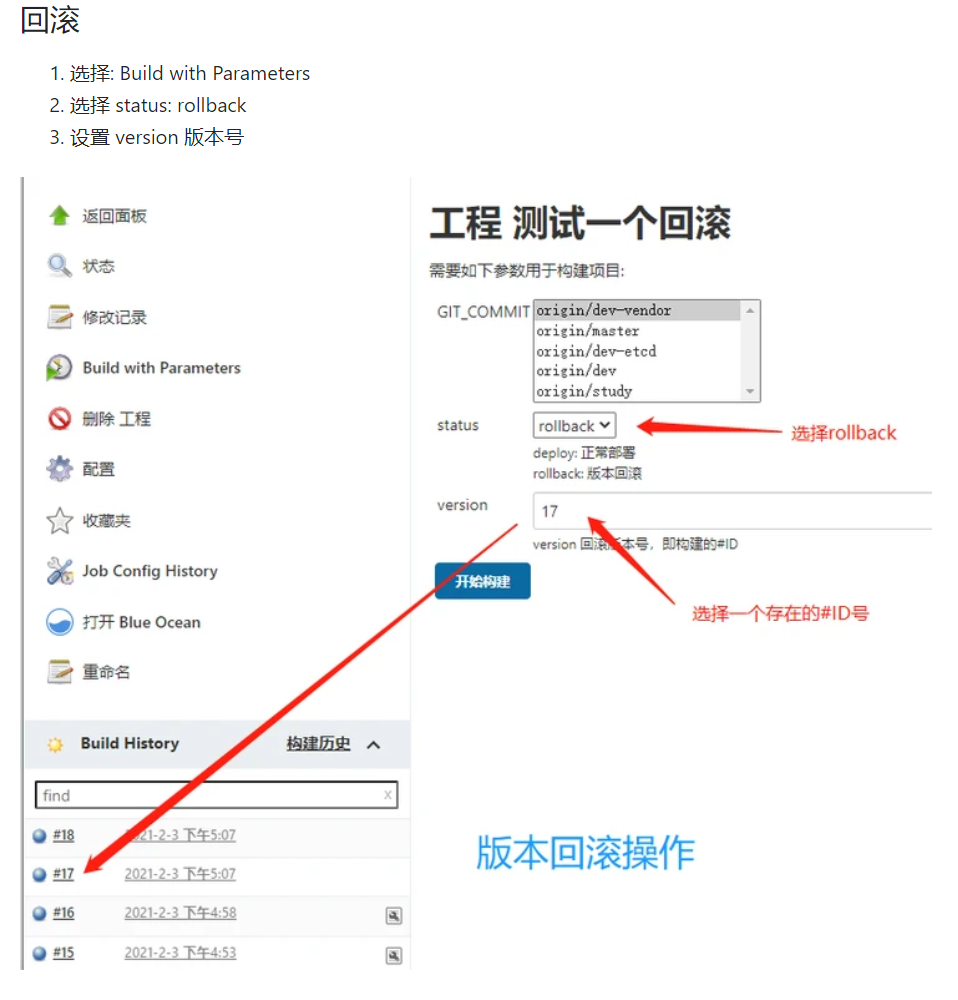 回滚
1. 选择: Build with Parameters
2. 选择 status: rollback
3. 设置 version 版本号
返回面板
状态
修改记录
Build with Parameters
删除 工程
配置
收藏夹
Job Config History
打开 Blue Ocean
重命名
Build History 构建历史
find x
#18 2021-2-3 下午5:07
#17 2021-2-3 下午5:07
#16 2021-2-3 下午4:58
#15 2021-2-3 下午4:53
工程 测试一个回滚
需要如下参数用于构建项目:
GIT_COMMIT origin/dev-vendor
origin/master
origin/dev-etcd
origin/dev
origin/study
status rollback 选择rollback
deploy: 正常部署
rollback: 版本回滚
version 17
version 回滚版本号，即构建的#ID
开始构建
选择一个存在的#ID号
版本回滚操作